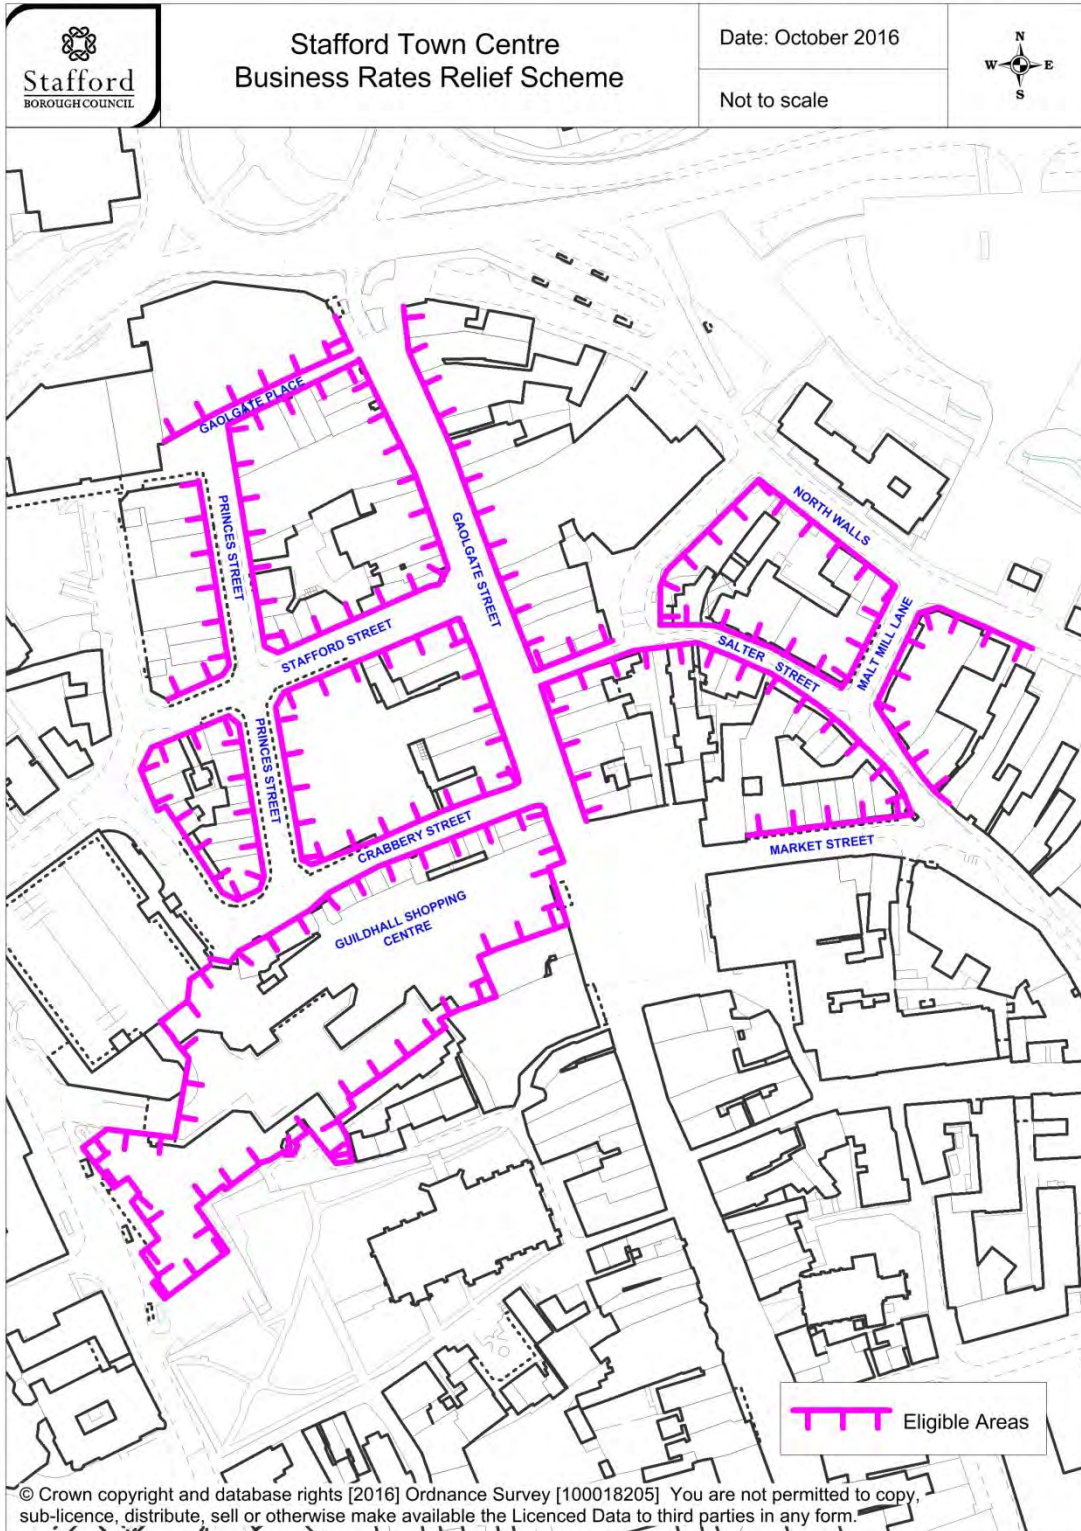 Stafford
BOROUGH COUNCIL
Stafford Town Centre
Business Rates Relief Scheme
Date: October 2016
Not to scale
N
W
E
S
GAOLGATE PLACE
PRINCES STREET
GAOLGATE STREET
NORTH WALLS
STAFFORD STREET
SALTER STREET
MALT MILL LANE
PRINCES STREET
CRABBERY STREET
MARKET STREET
GUILDHALL SHOPPING
CENTRE
Eligible Areas
© Crown copyright and database rights [2016] Ordnance Survey [100018205] You are not permitted to copy,
sub-licence, distribute, sell or otherwise make available the Licenced Data to third parties in any form.